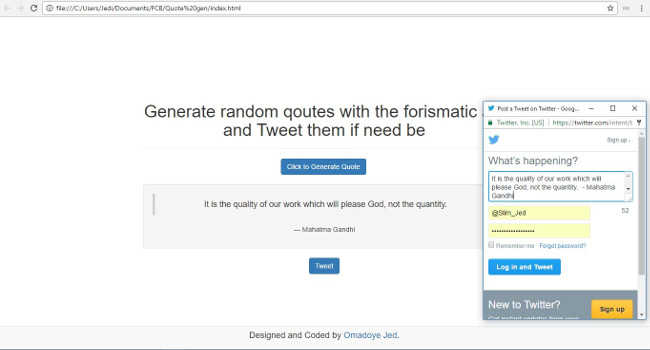 file:///C:/Users/Jedi/Documents/FCB/Quote%20gen/index.html
Generate random qoutes with the forismatic
and Tweet them if need be
Click to Generate Quote
It is the quality of our work which will please God, not the quantity.
— Mahatma Gandhi
Tweet
Designed and Coded by Omadoye Jed.
Post a Tweet on Twitter - Goog...
Twitter, Inc. [US] https://twitter.com/intent/t
Sign up ›
What's happening?
It is the quality of our work which will
please God, not the quantity. - Mahatma
Gandhi
@Slim_Jed
52
Remember me · Forgot password?
Log in and Tweet
New to Twitter?
Sign up
Get instant updates from your